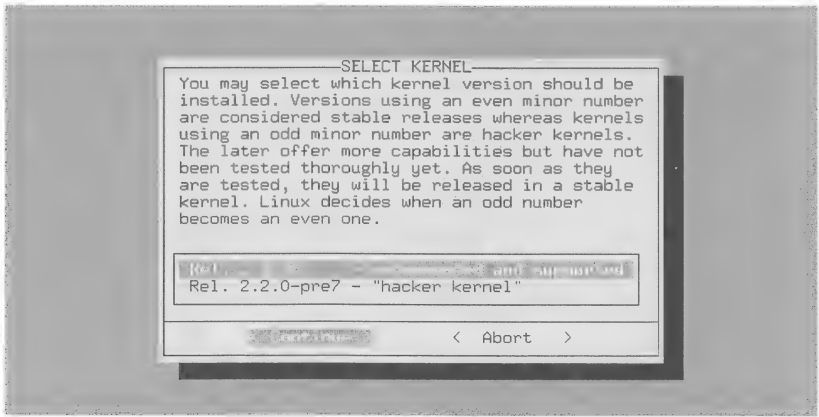 SELECT KERNEL
You may select which kernel version should be
installed. Versions using an even minor number
are considered stable releases whereas kernels
using an odd minor number are hacker kernels.
The later offer more capabilities but have not
been tested thoroughly yet. As soon as they
are tested, they will be released in a stable
kernel. Linux decides when an odd number
becomes an even one.
Rel. and supported
Rel. 2.2.0-pre7 - "hacker kernel"
< Abort >